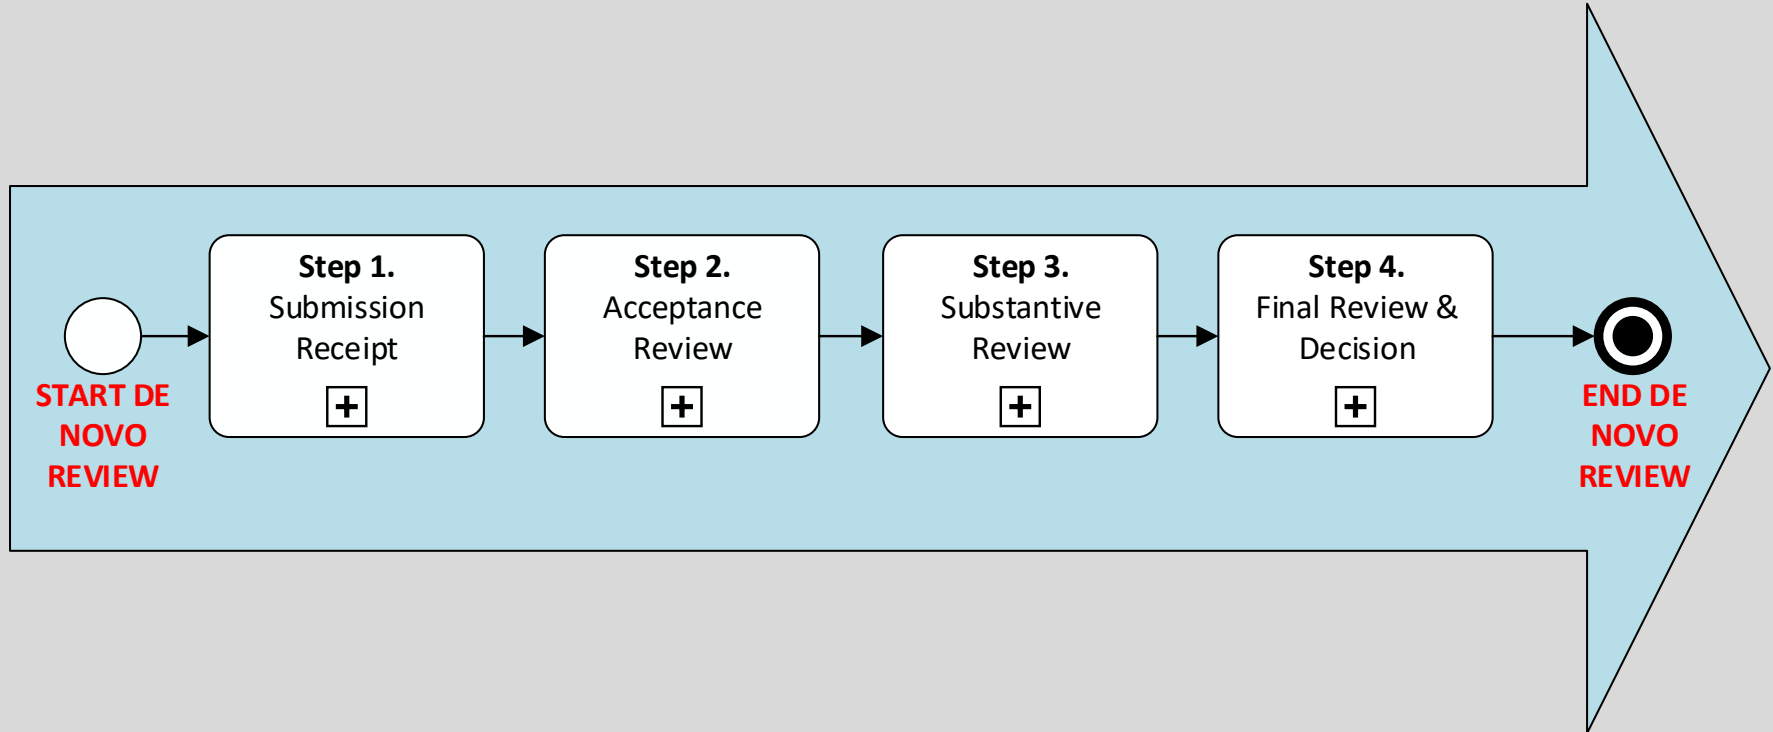 START DE
NOVO
REVIEW
Step 1.
Submission
Receipt
Step 2.
Acceptance
Review
Step 3.
Substantive
Review
Step 4.
Final Review &
Decision
END DE
NOVO
REVIEW